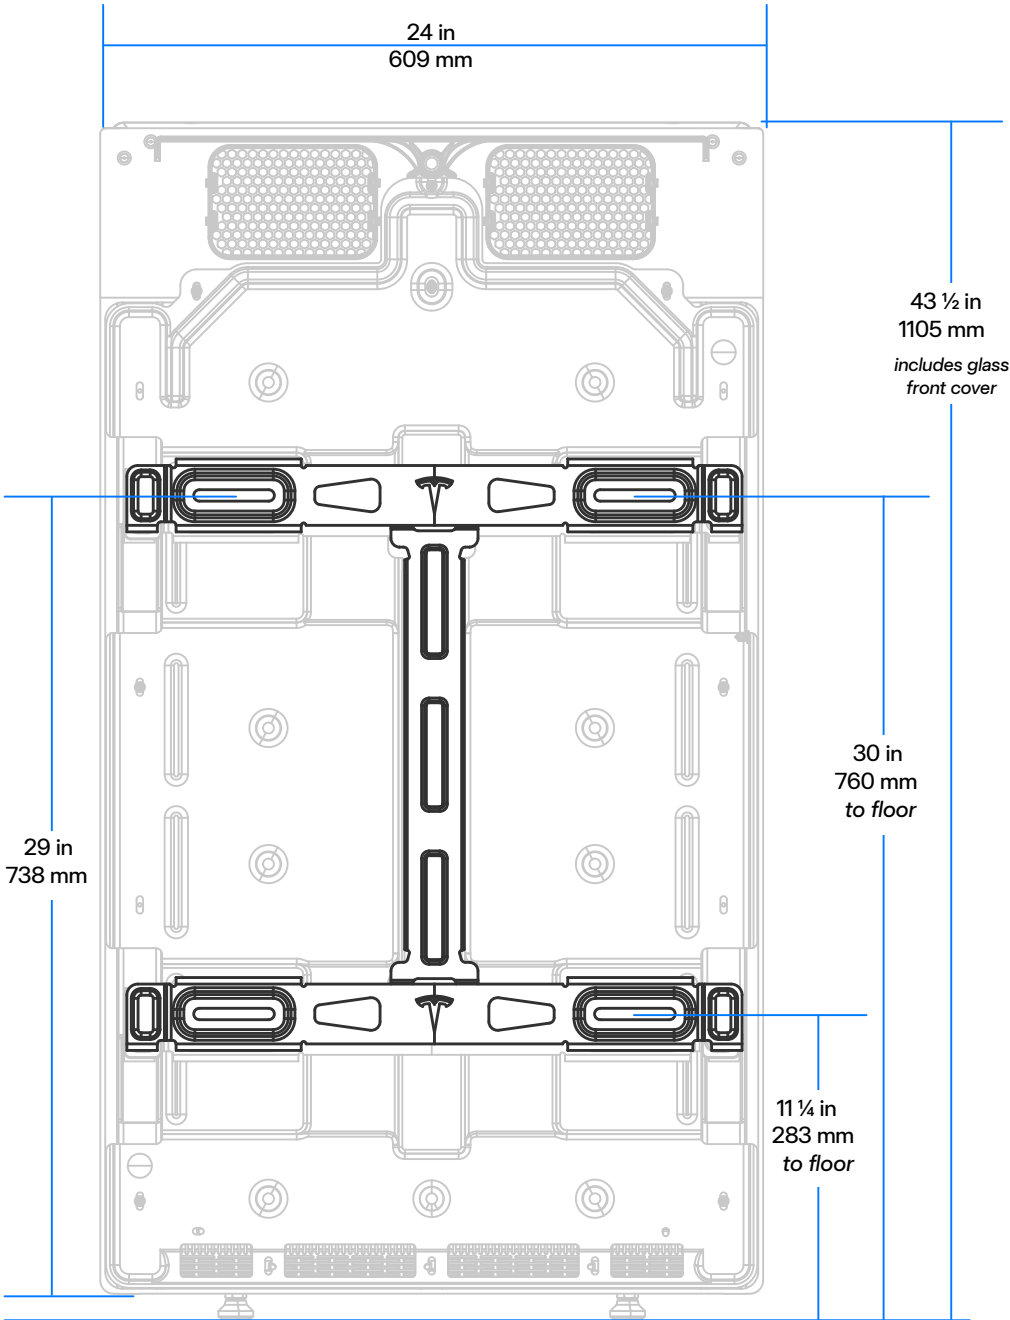 24 in
609 mm
43 ½ in
1105 mm
includes glass
front cover
30 in
760 mm
to floor
29 in
738 mm
11 ¼ in
283 mm
to floor